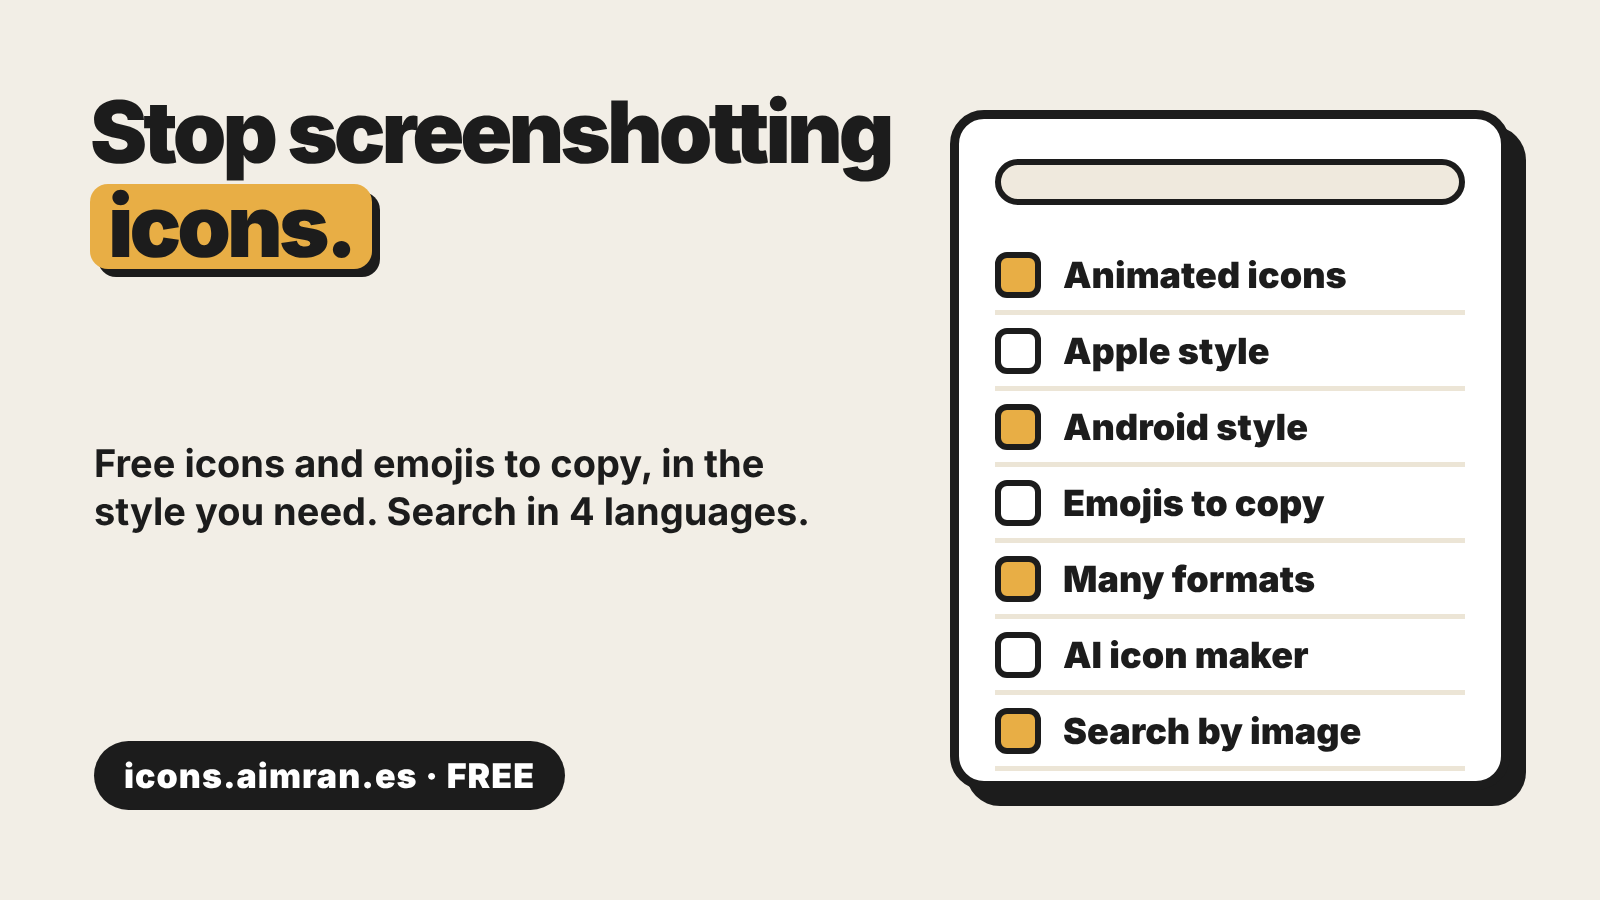 Stop screenshotting
icons.
Free icons and emojis to copy, in the
style you need. Search in 4 languages.
icons.aimran.es · FREE
Animated icons
Apple style
Android style
Emojis to copy
Many formats
AI icon maker
Search by image